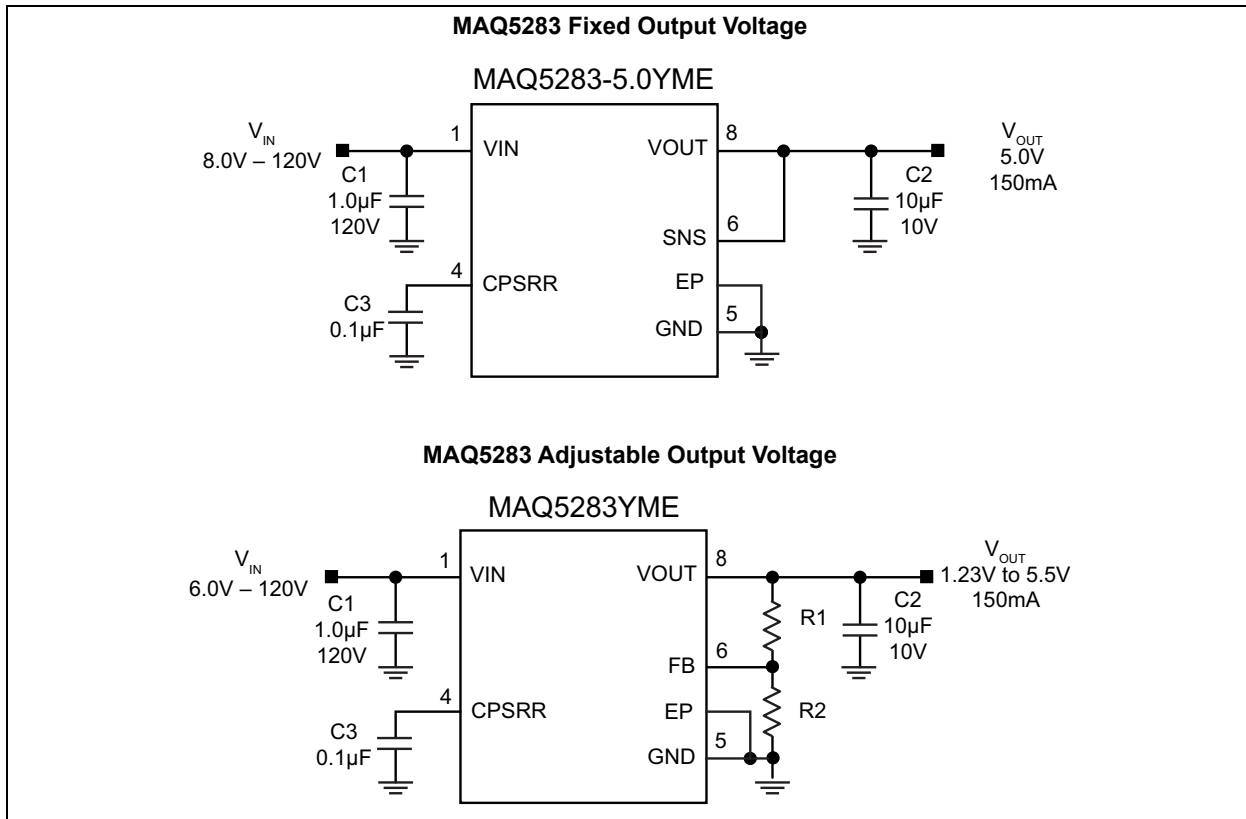 MAQ5283 Fixed Output Voltage
MAQ5283-5.0YME
VIN
8.0V – 120V
C1
1.0µF
120V
1
VIN
4
CPSRR
C3
0.1µF
VOUT
8
SNS
6
EP
GND
5
C2
10µF
10V
VOUT
5.0V
150mA
MAQ5283 Adjustable Output Voltage
MAQ5283YME
VIN
6.0V – 120V
C1
1.0µF
120V
1
VIN
4
CPSRR
C3
0.1µF
VOUT
8
R1
FB
6
EP
R2
GND
5
C2
10µF
10V
VOUT
1.23V to 5.5V
150mA